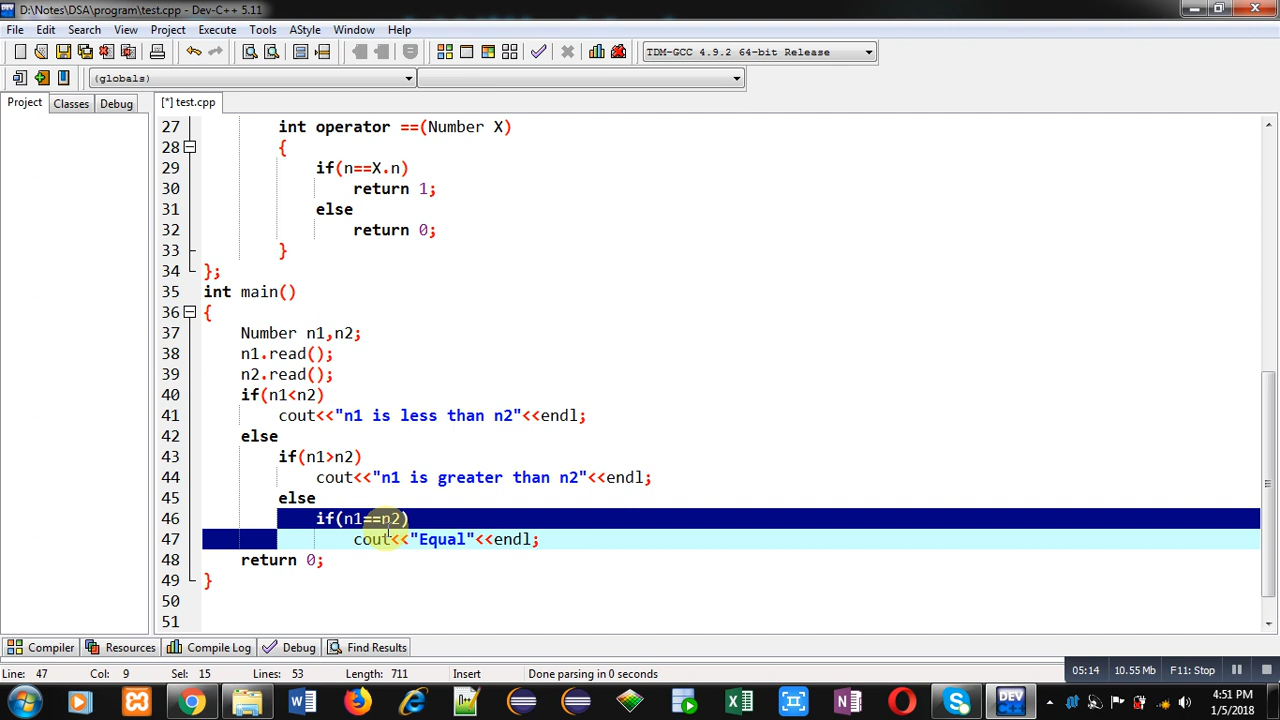 D:\Notes\DSA\program\test.cpp - Dev-C++ 5.11
File Edit Search View Project Execute Tools AStyle Window Help
TDM-GCC 4.9.2 64-bit Release
(globals)
Project Classes Debug [*] test.cpp
27 int operator ==(Number X)
28 {
29 if(n==X.n)
30 return 1;
31 else
32 return 0;
33 }
34 };
35 int main()
36 {
37 Number n1,n2;
38 n1.read();
39 n2.read();
40 if(n1<n2)
41 cout<<"n1 is less than n2"<<endl;
42 else
43 if(n1>n2)
44 cout<<"n1 is greater than n2"<<endl;
45 else
46 if(n1==n2)
47 cout<<"Equal"<<endl;
48 return 0;
49 }
50
51
Compiler Resources Compile Log Debug Find Results
Line: 47 Col: 9 Sel: 15 Lines: 53 Length: 711 Insert Done parsing in 0 seconds
05:14 10.55 Mb F11: Stop
4:51 PM
1/5/2018